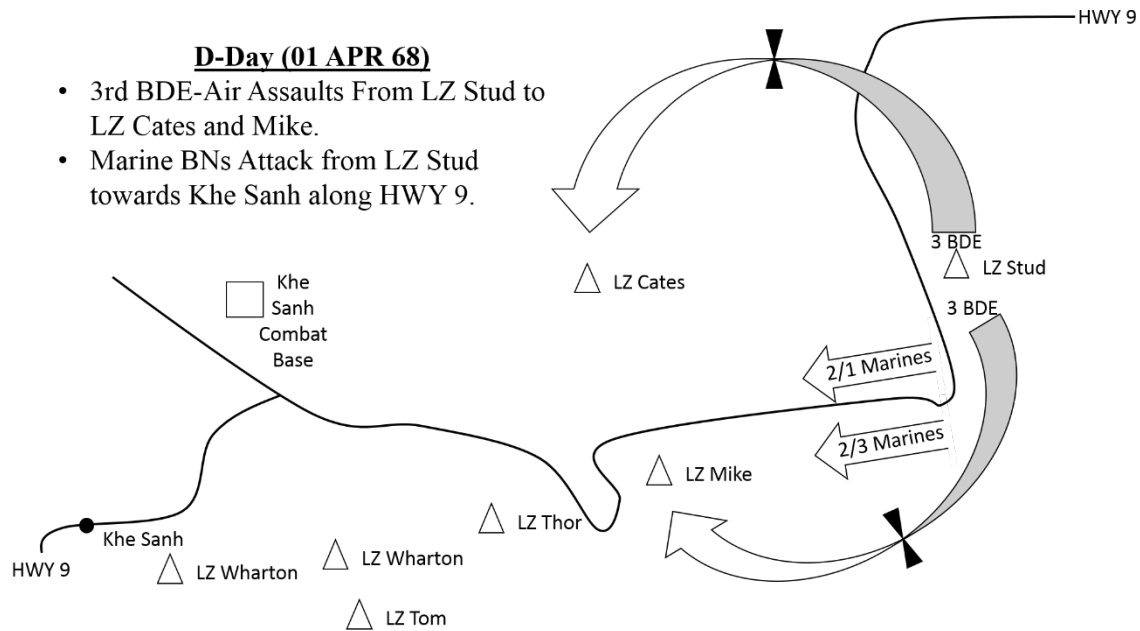 HWY 9
D-Day (01 APR 68)
• 3rd BDE-Air Assaults From LZ Stud to
LZ Cates and Mike.
• Marine BNs Attack from LZ Stud
towards Khe Sanh along HWY 9.
3 BDE
LZ Stud
Khe
Sanh
Combat
Base
LZ Cates
3 BDE
2/1 Marines
2/3 Marines
LZ Mike
LZ Thor
Khe Sanh
HWY 9
LZ Wharton
LZ Wharton
LZ Tom